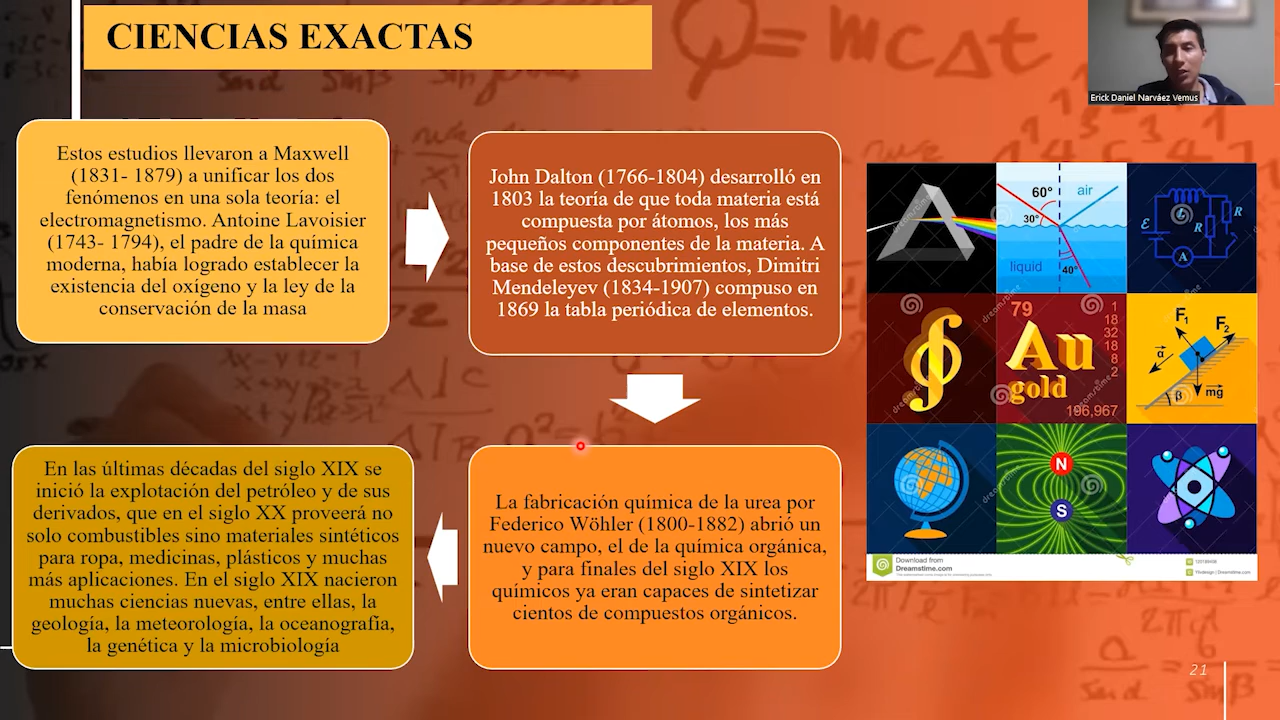 CIENCIAS EXACTAS
Q= mcΔt
Erick Daniel Narváez Vemus
Estos estudios llevaron a Maxwell
(1831- 1879) a unificar los dos
fenómenos en una sola teoría: el
electromagnetismo. Antoine Lavoisier
(1743- 1794), el padre de la química
moderna, había logrado establecer la
existencia del oxígeno y la ley de la
conservación de la masa
John Dalton (1766-1804) desarrolló en
1803 la teoría de que toda materia está
compuesta por átomos, los más
pequeños componentes de la materia. A
base de estos descubrimientos, Dimitri
Mendeleyev (1834-1907) compuso en
1869 la tabla periódica de elementos.
La fabricación química de la urea por
Federico Wöhler (1800-1882) abrió un
nuevo campo, el de la química orgánica,
y para finales del siglo XIX los
químicos ya eran capaces de sintetizar
cientos de compuestos orgánicos.
En las últimas décadas del siglo XIX se
inició la explotación del petróleo y de sus
derivados, que en el siglo XX proveerá no
solo combustibles sino materiales sintéticos
para ropa, medicinas, plásticos y muchas
más aplicaciones. En el siglo XIX nacieron
muchas ciencias nuevas, entre ellas, la
geología, la meteorología, la oceanografía,
la genética y la microbiología
60° air
30°
liquid 40°
ℰ L R
R
A
79
1
18
32
18
8
2
Au
gold
196,967
F1 F2
α
β mg
N
S
Download from
Dreamstime.com
21